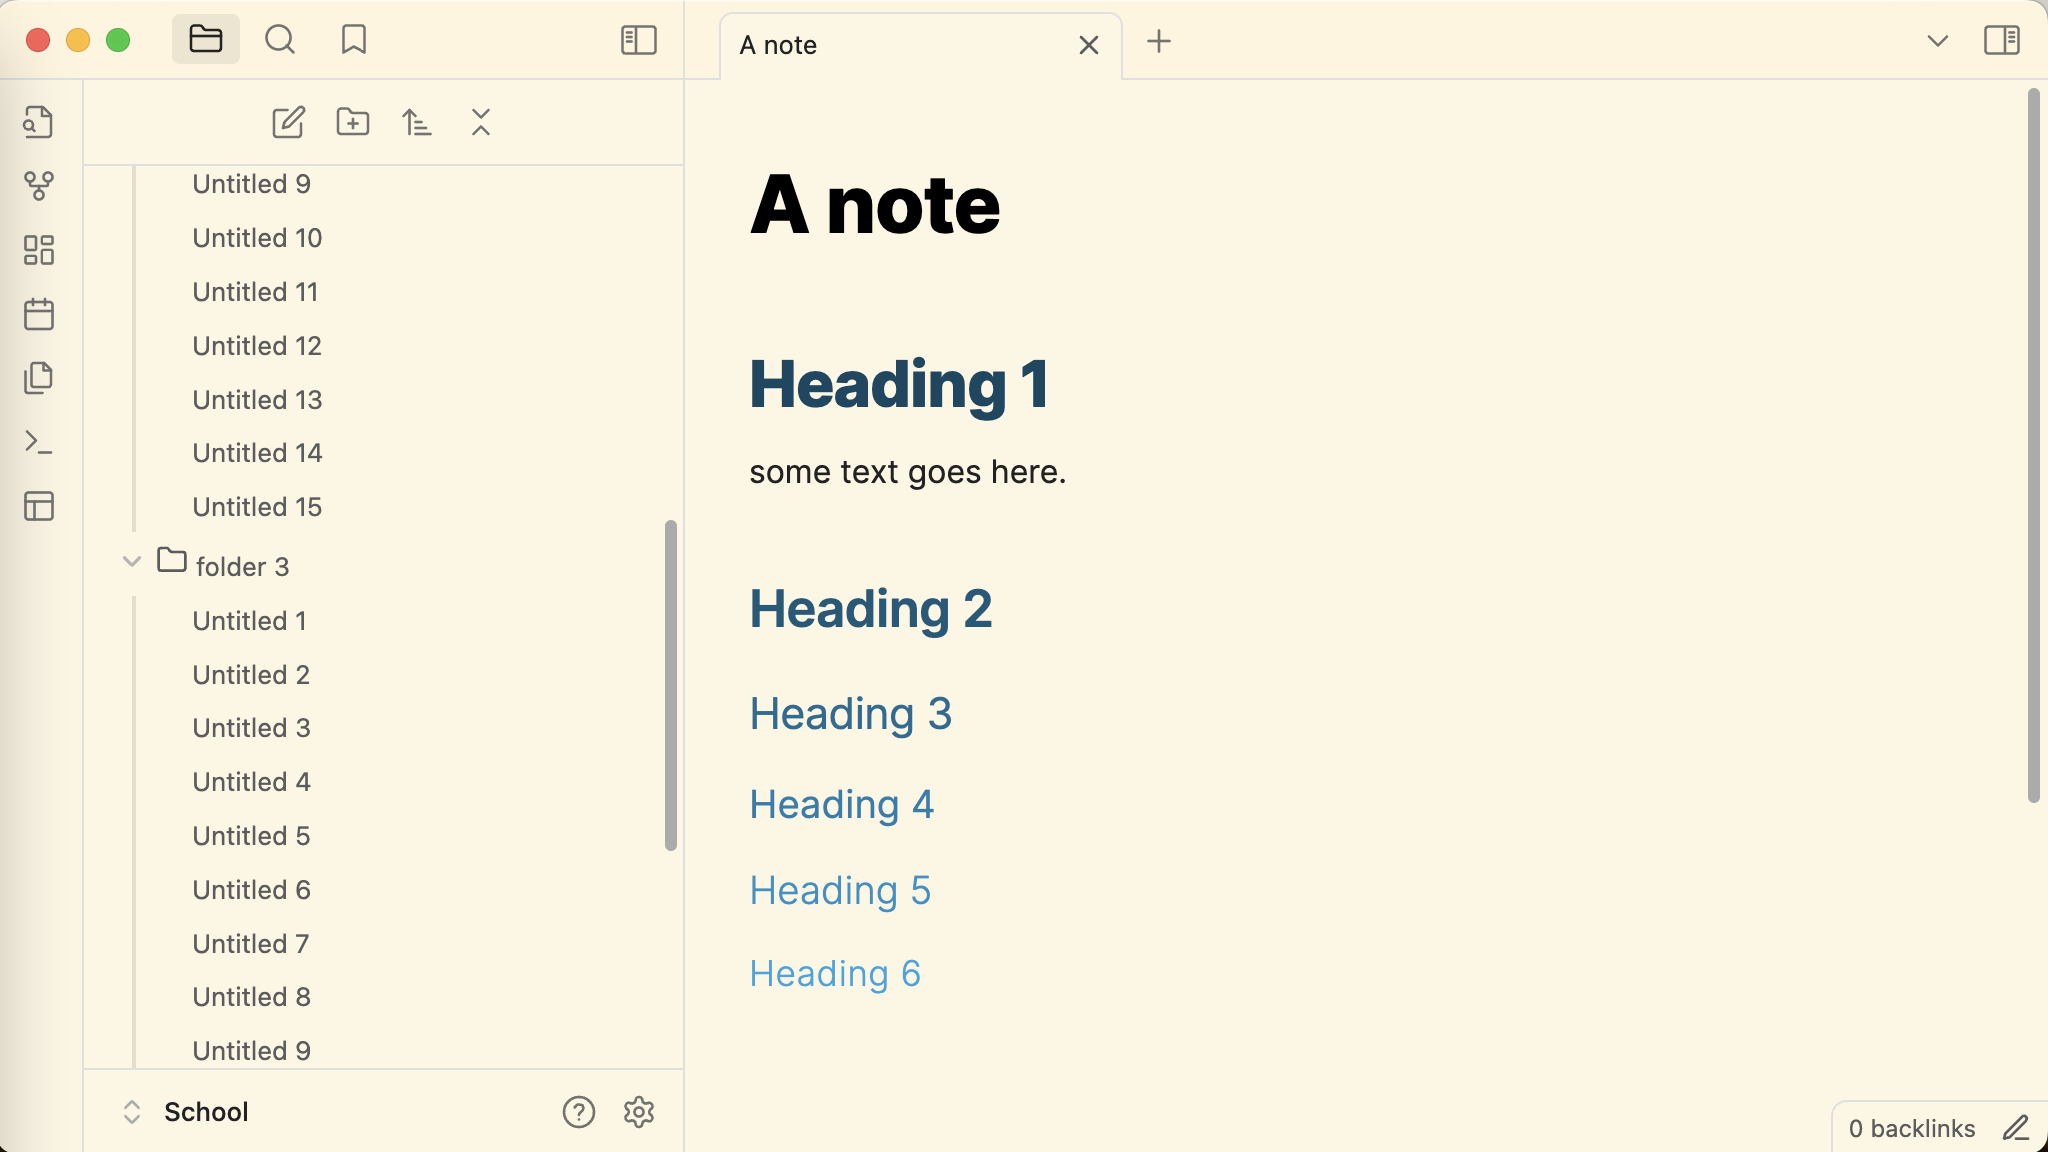 A note
Untitled 9
Untitled 10
Untitled 11
Untitled 12
Untitled 13
Untitled 14
Untitled 15
folder 3
Untitled 1
Untitled 2
Untitled 3
Untitled 4
Untitled 5
Untitled 6
Untitled 7
Untitled 8
Untitled 9
School
A note
Heading 1
some text goes here.
Heading 2
Heading 3
Heading 4
Heading 5
Heading 6
0 backlinks